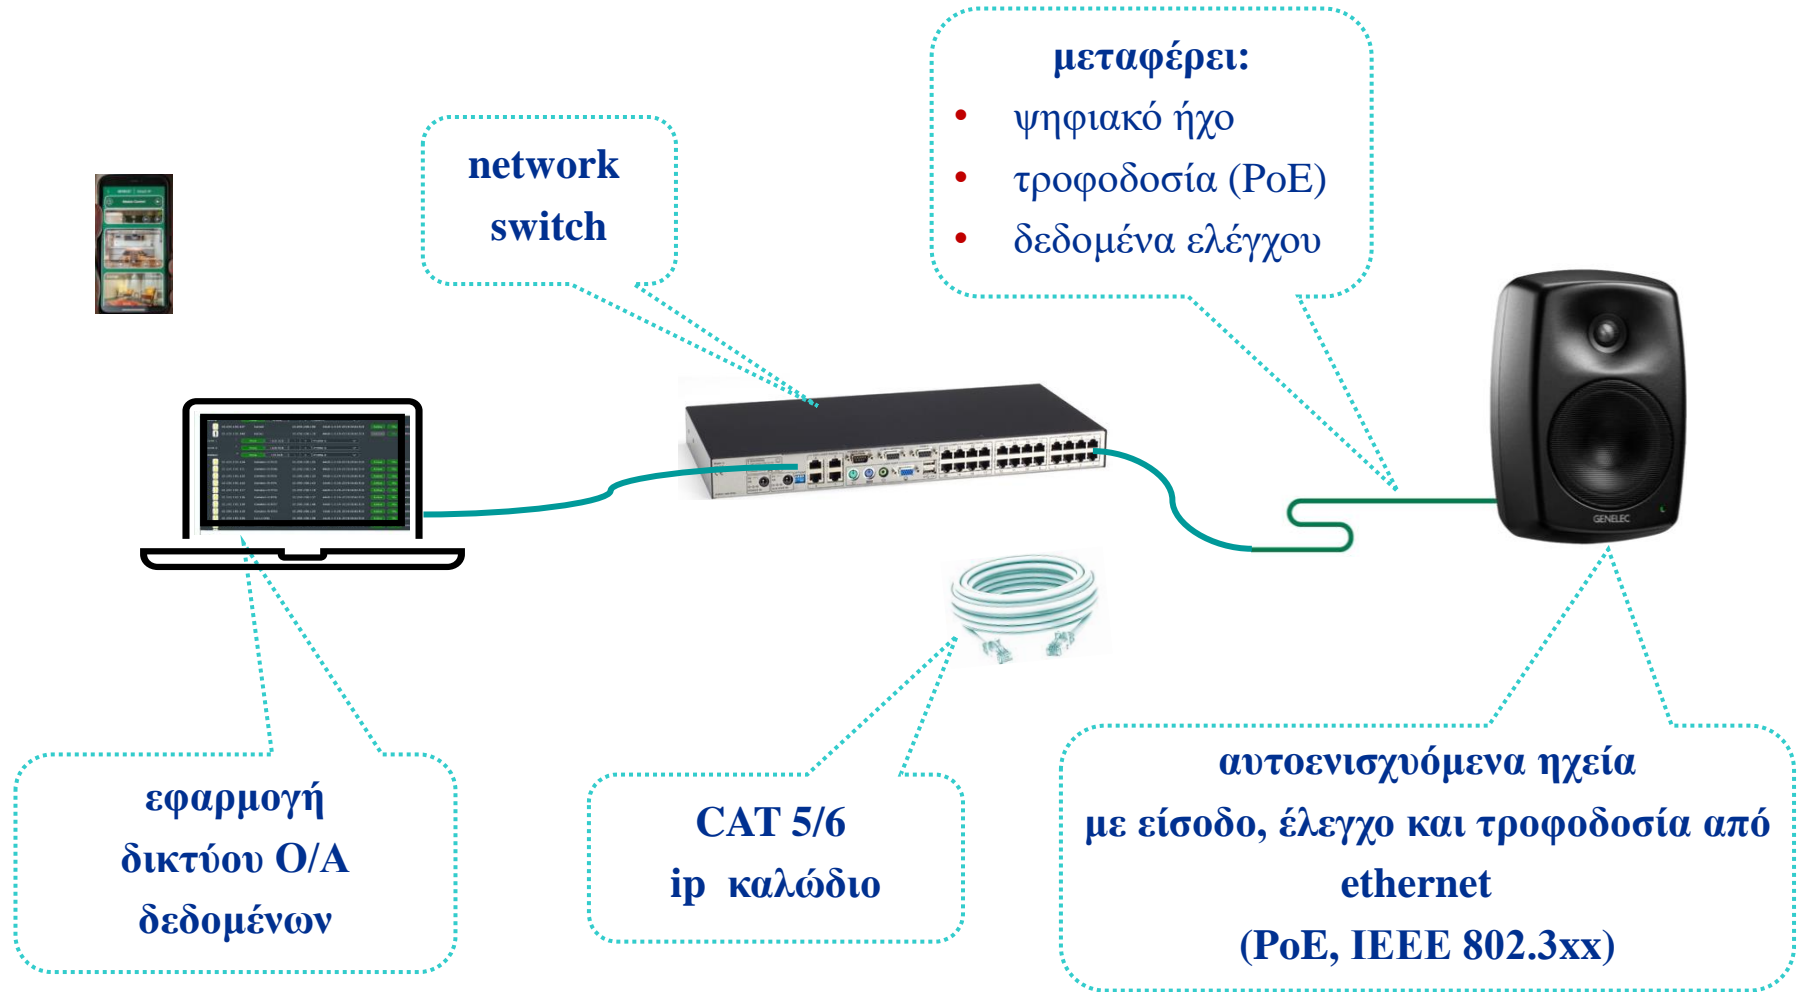 μεταφέρει:
• ψηφιακό ήχο
• τροφοδοσία (PoE)
• δεδομένα ελέγχου
network
switch
GENELEC
εφαρμογή
δικτύου Ο/Α
δεδομένων
CAT 5/6
ip καλώδιο
αυτοενισχυόμενα ηχεία
με είσοδο, έλεγχο και τροφοδοσία από
ethernet
(PoE, IEEE 802.3xx)